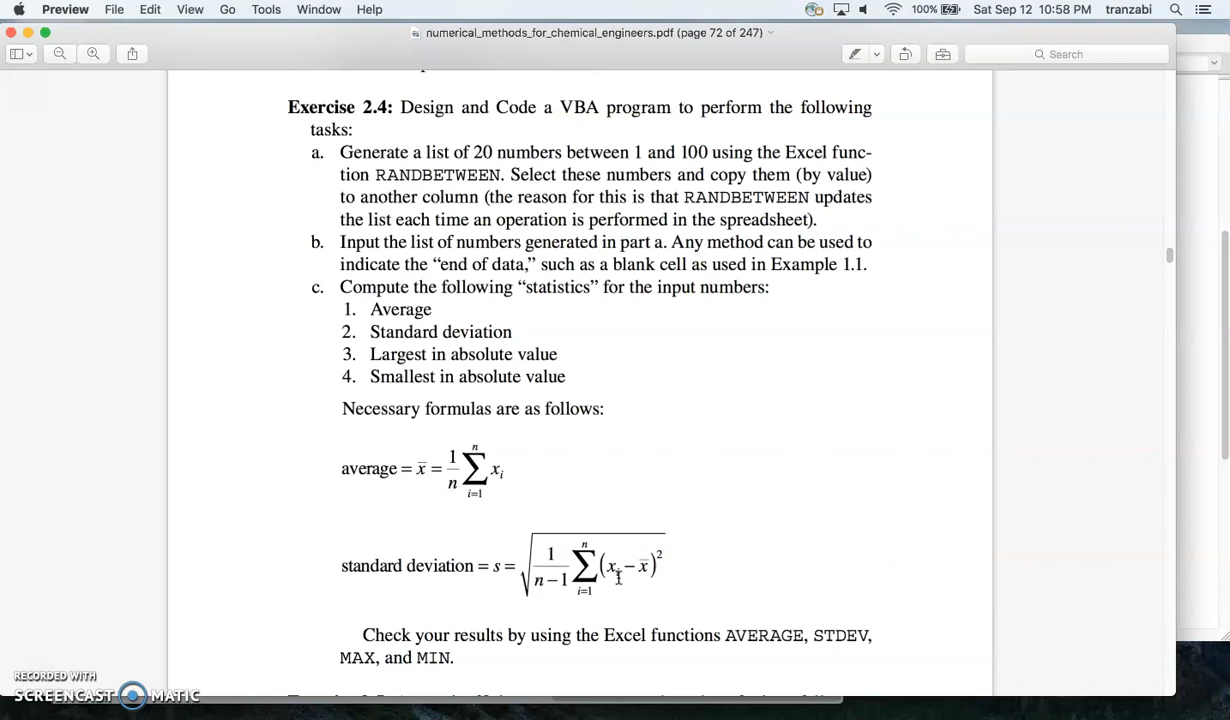 Preview File Edit View Go Tools Window Help 100% Sat Sep 12 10:58 PM tranzabi
numerical_methods_for_chemical_engineers.pdf (page 72 of 247)
Search
Exercise 2.4: Design and Code a VBA program to perform the following
tasks:
a. Generate a list of 20 numbers between 1 and 100 using the Excel func-
tion RANDBETWEEN. Select these numbers and copy them (by value)
to another column (the reason for this is that RANDBETWEEN updates
the list each time an operation is performed in the spreadsheet).
b. Input the list of numbers generated in part a. Any method can be used to
indicate the “end of data,” such as a blank cell as used in Example 1.1.
c. Compute the following “statistics” for the input numbers:
1. Average
2. Standard deviation
3. Largest in absolute value
4. Smallest in absolute value
Necessary formulas are as follows:
average = x̄ = 1/n ∑_{i=1}^{n} x_i
standard deviation = s = √(1/(n−1) ∑_{i=1}^{n} (x_i − x̄)²)
Check your results by using the Excel functions AVERAGE, STDEV,
MAX, and MIN.
RECORDED WITH
SCREENCAST MATIC